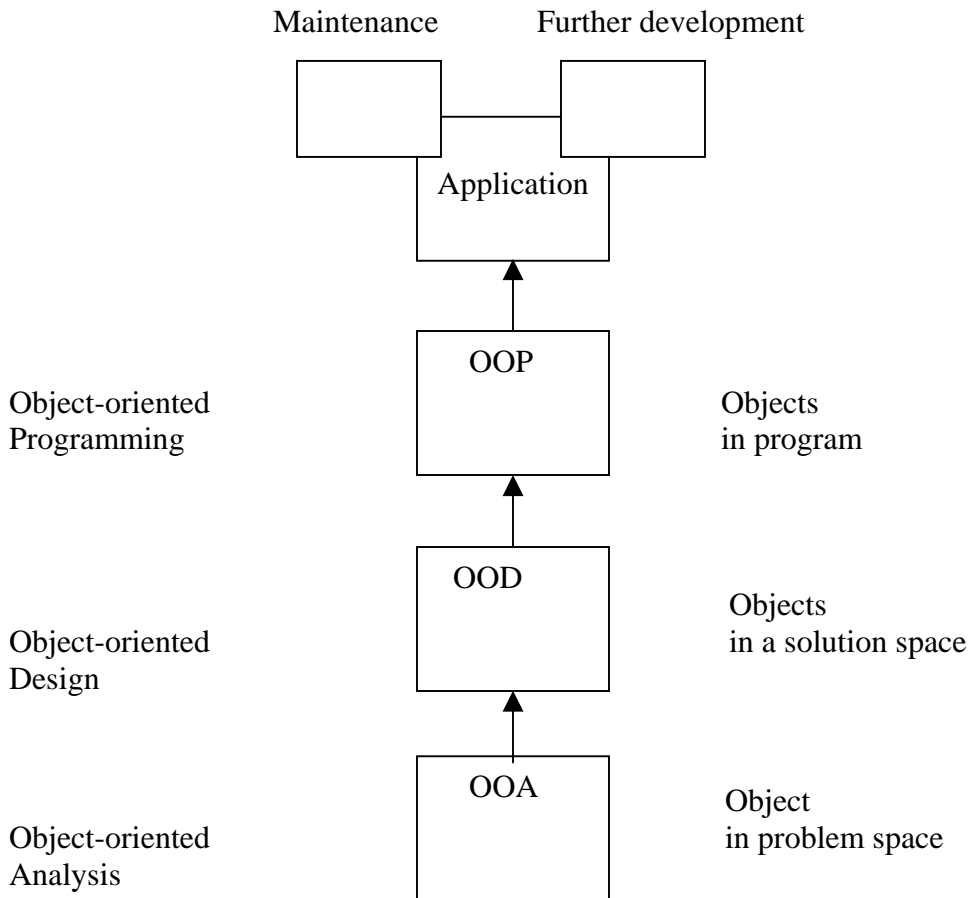 Maintenance
Further development
Application
OOP
Object-oriented
Programming
Objects
in program
OOD
Object-oriented
Design
Objects
in a solution space
OOA
Object-oriented
Analysis
Object
in problem space